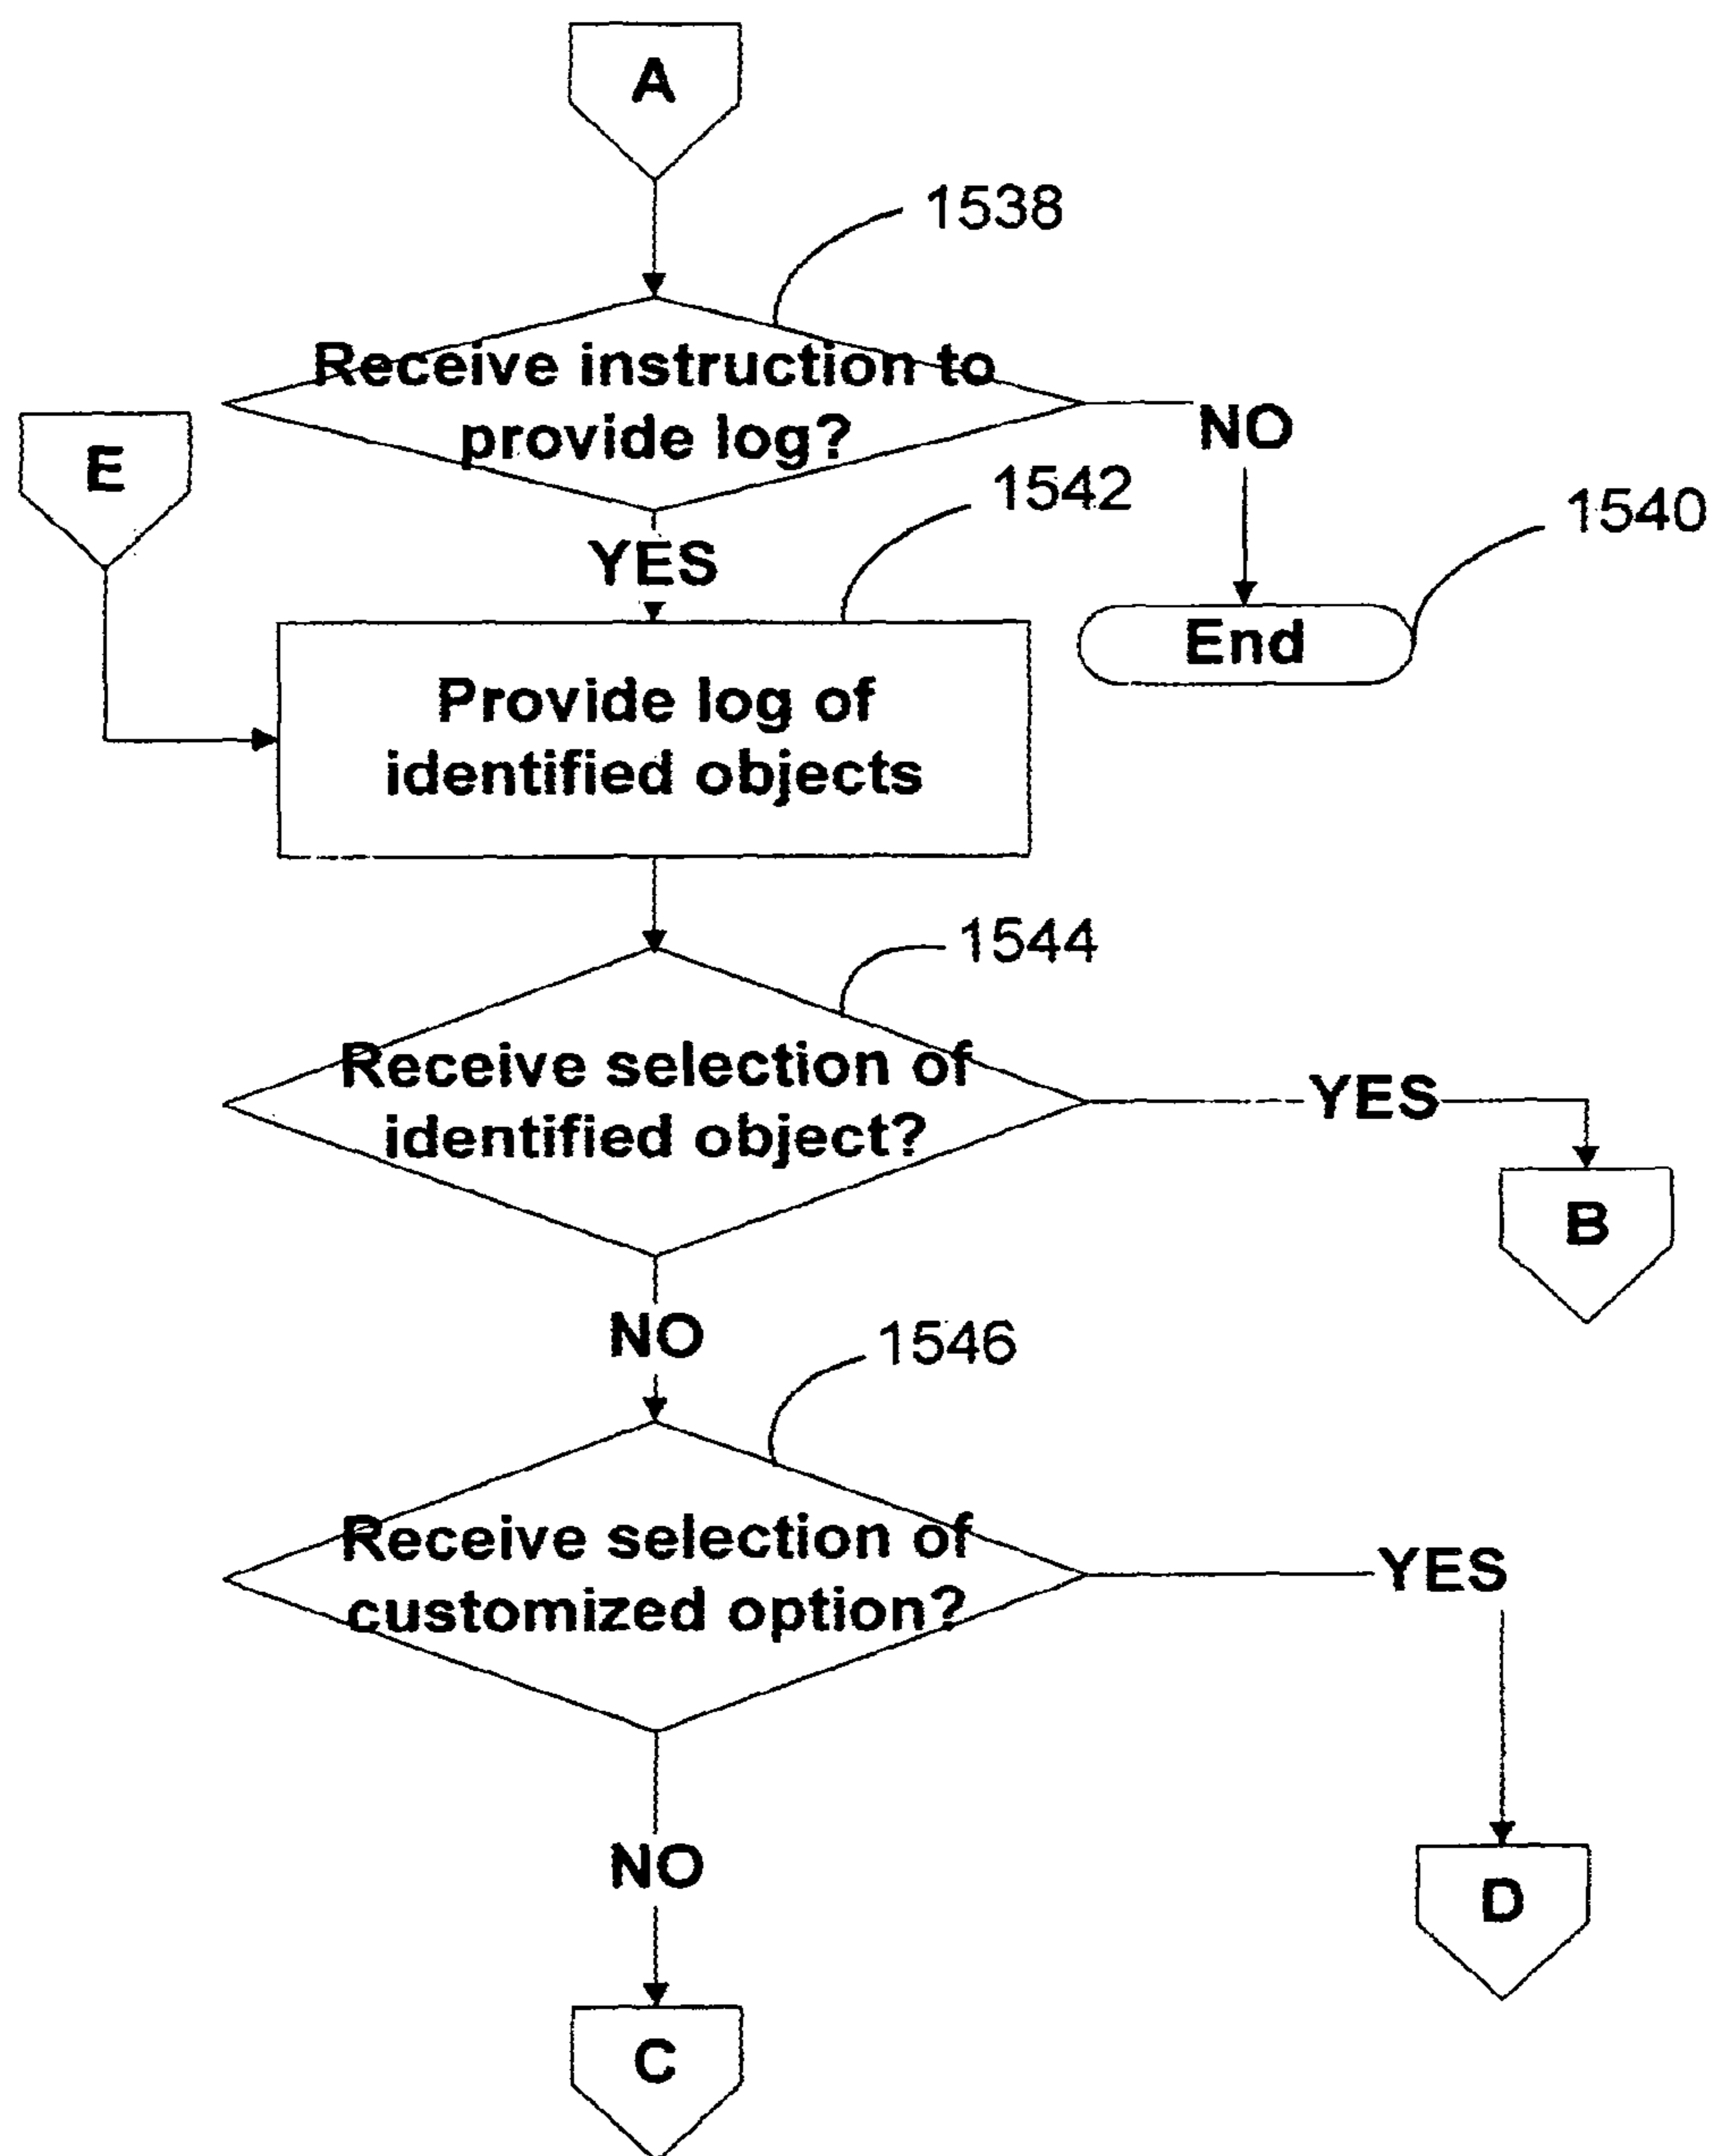 A
1538
Receive instruction to
provide log?
NO
E
1542
1540
YES
End
Provide log of
identified objects
1544
Receive selection of
identified object?
YES
B
NO
1546
Receive selection of
customized option?
YES
NO
D
C